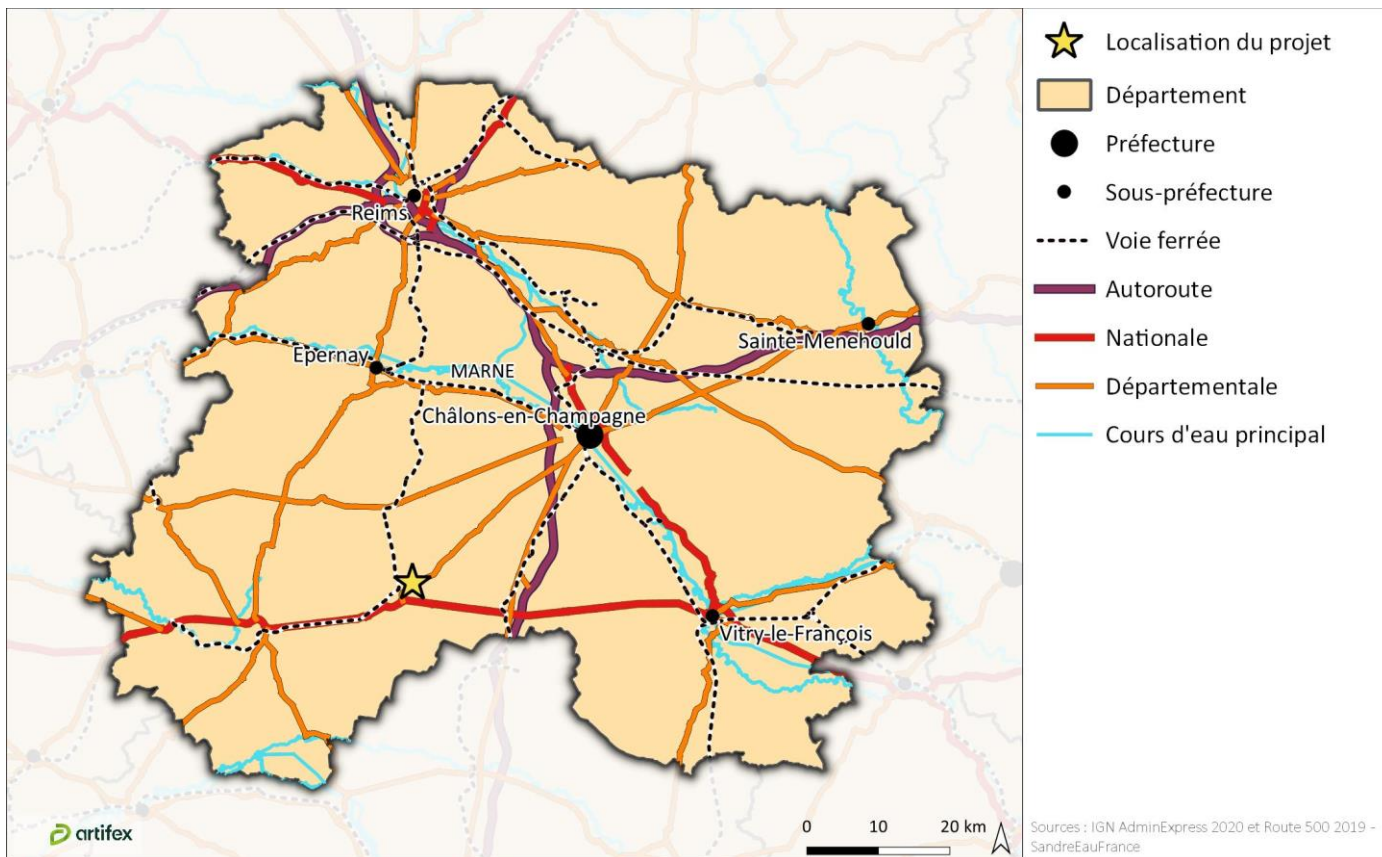 Reims
Sainte-Menehould
Epernay
MARNE
Châlons-en-Champagne
Vitry-le-François
artifex
0 10 20 km
Localisation du projet
Département
Préfecture
Sous-préfecture
Voie ferrée
Autoroute
Nationale
Départementale
Cours d'eau principal
Sources : IGN AdminExpress 2020 et Route 500 2019 -
SandreEauFrance